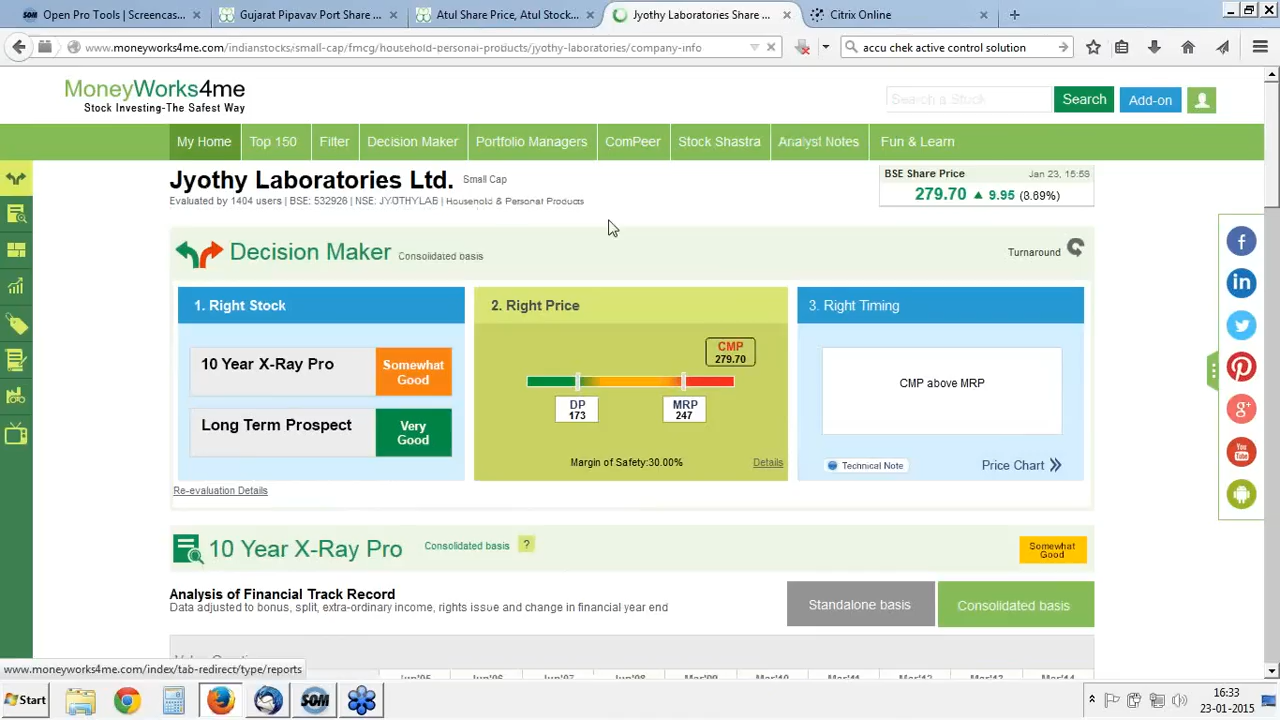 Open Pro Tools | Screencas...
Gujarat Pipavav Port Share ...
Atul Share Price, Atul Stock...
Jyothy Laboratories Share ...
Citrix Online
www.moneyworks4me.com/indianstocks/small-cap/fmcg/household-personal-products/jyothy-laboratories/company-info
accu chek active control solution
MoneyWorks4me
Stock Investing-The Safest Way
Search a Stock
Search
Add-on
My Home
Top 150
Filter
Decision Maker
Portfolio Managers
ComPeer
Stock Shastra
Analyst Notes
Fun & Learn
Jyothy Laboratories Ltd. Small Cap
Evaluated by 1404 users | BSE: 532926 | NSE: JYOTHYLAB | Household & Personal Products
BSE Share Price Jan 23, 15:59
279.70 ▲ 9.95 (3.69%)
Decision Maker Consolidated basis
Turnaround
1. Right Stock
10 Year X-Ray Pro
Somewhat
Good
Long Term Prospect
Very
Good
Re-evaluation Details
2. Right Price
CMP
279.70
DP
173
MRP
247
Margin of Safety:30.00%
Details
3. Right Timing
CMP above MRP
Technical Note
Price Chart
10 Year X-Ray Pro Consolidated basis ?
Somewhat
Good
Analysis of Financial Track Record
Data adjusted to bonus, split, extra-ordinary income, rights issue and change in financial year end
Standalone basis
Consolidated basis
www.moneyworks4me.com/index/tab-redirect/type/reports
Start
SOM
16:33
23-01-2015